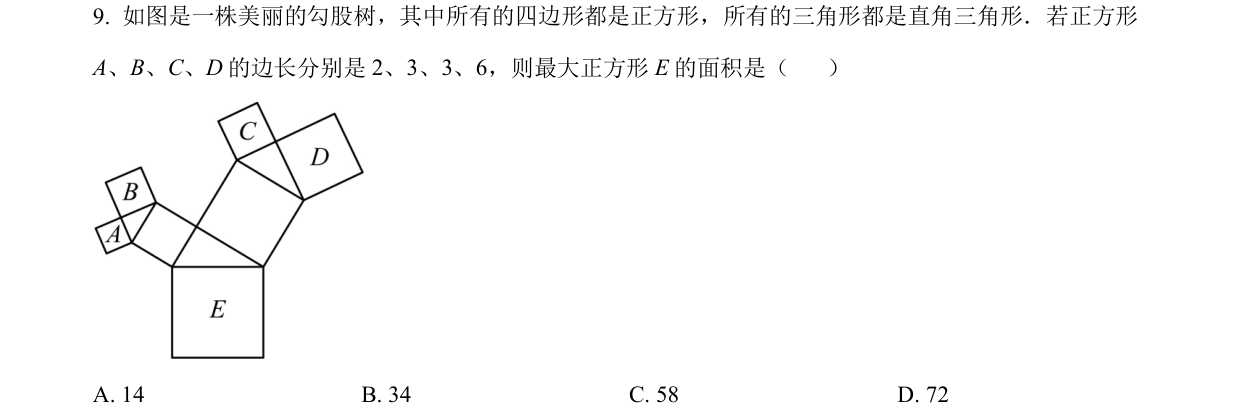 9. 如图是一株美丽的勾股树，其中所有的四边形都是正方形，所有的三角形都是直角三角形．若正方形
A、B、C、D 的边长分别是 2、3、3、6，则最大正方形 E 的面积是（　　）
C
D
B
A
E
A. 14
B. 34
C. 58
D. 72